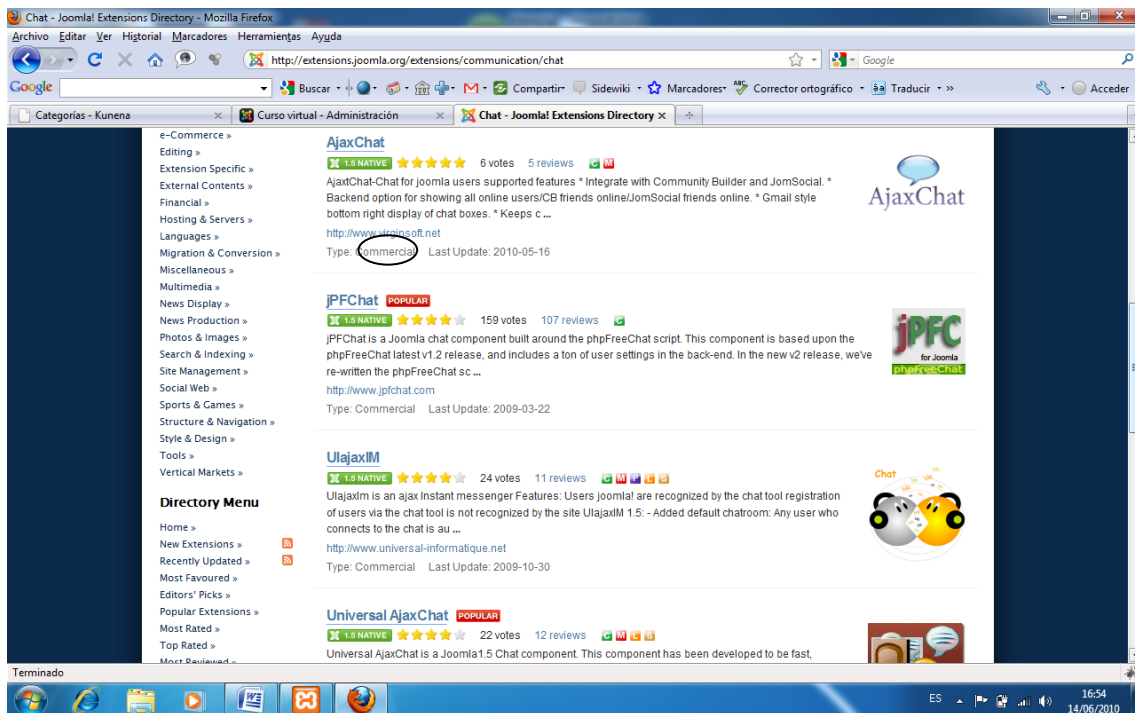 Chat - Joomla! Extensions Directory - Mozilla Firefox
Archivo Editar Ver Historial Marcadores Herramientas Ayuda
http://extensions.joomla.org/extensions/communication/chat Google
Google Buscar Compartir Sidewiki Marcadores Corrector ortográfico Traducir » Acceder
Categorías - Kunena Curso virtual - Administración Chat - Joomla! Extensions Directory
e-Commerce »
Editing »
Extension Specific »
External Contents »
Financial »
Hosting & Servers »
Languages »
Migration & Conversion »
Miscellaneous »
Multimedia »
News Display »
News Production »
Photos & Images »
Search & Indexing »
Site Management »
Social Web »
Sports & Games »
Structure & Navigation »
Style & Design »
Tools »
Vertical Markets »
Directory Menu
Home »
New Extensions »
Recently Updated »
Most Favoured »
Editors' Picks »
Popular Extensions »
Most Rated »
Top Rated »
Most Reviewed »
AjaxChat
1.5 NATIVE 6 votes 5 reviews C M
AjaxtChat-Chat for joomla users supported features * Integrate with Community Builder and JomSocial. *
Backend option for showing all online users/CB friends online/JomSocial friends online. * Gmail style
bottom right display of chat boxes. * Keeps c ...
http://www.virginsoft.net
Type: Commercial Last Update: 2010-05-16
AjaxChat
jPFChat POPULAR
1.5 NATIVE 159 votes 107 reviews C
jPFChat is a Joomla chat component built around the phpFreeChat script. This component is based upon the
phpFreeChat latest v1.2 release, and includes a ton of user settings in the back-end. In the new v2 release, we've
re-written the phpFreeChat sc ...
http://www.jpfchat.com
Type: Commercial Last Update: 2009-03-22
jPFC
for Joomla
phpFreeChat
UlajaxIM
1.5 NATIVE 24 votes 11 reviews C M P L S
Ulajaxim is an ajax Instant messenger Features: Users joomla! are recognized by the chat tool registration
of users via the chat tool is not recognized by the site UlajaxIM 1.5: - Added default chatroom: Any user who
connects to the chat is au ...
http://www.universal-informatique.net
Type: Commercial Last Update: 2009-10-30
Chat
Universal AjaxChat POPULAR
1.5 NATIVE 22 votes 12 reviews C M L S
Universal AjaxChat is a Joomla1.5 Chat component. This component has been developed to be fast,
Terminado
ES 16:54
14/06/2010